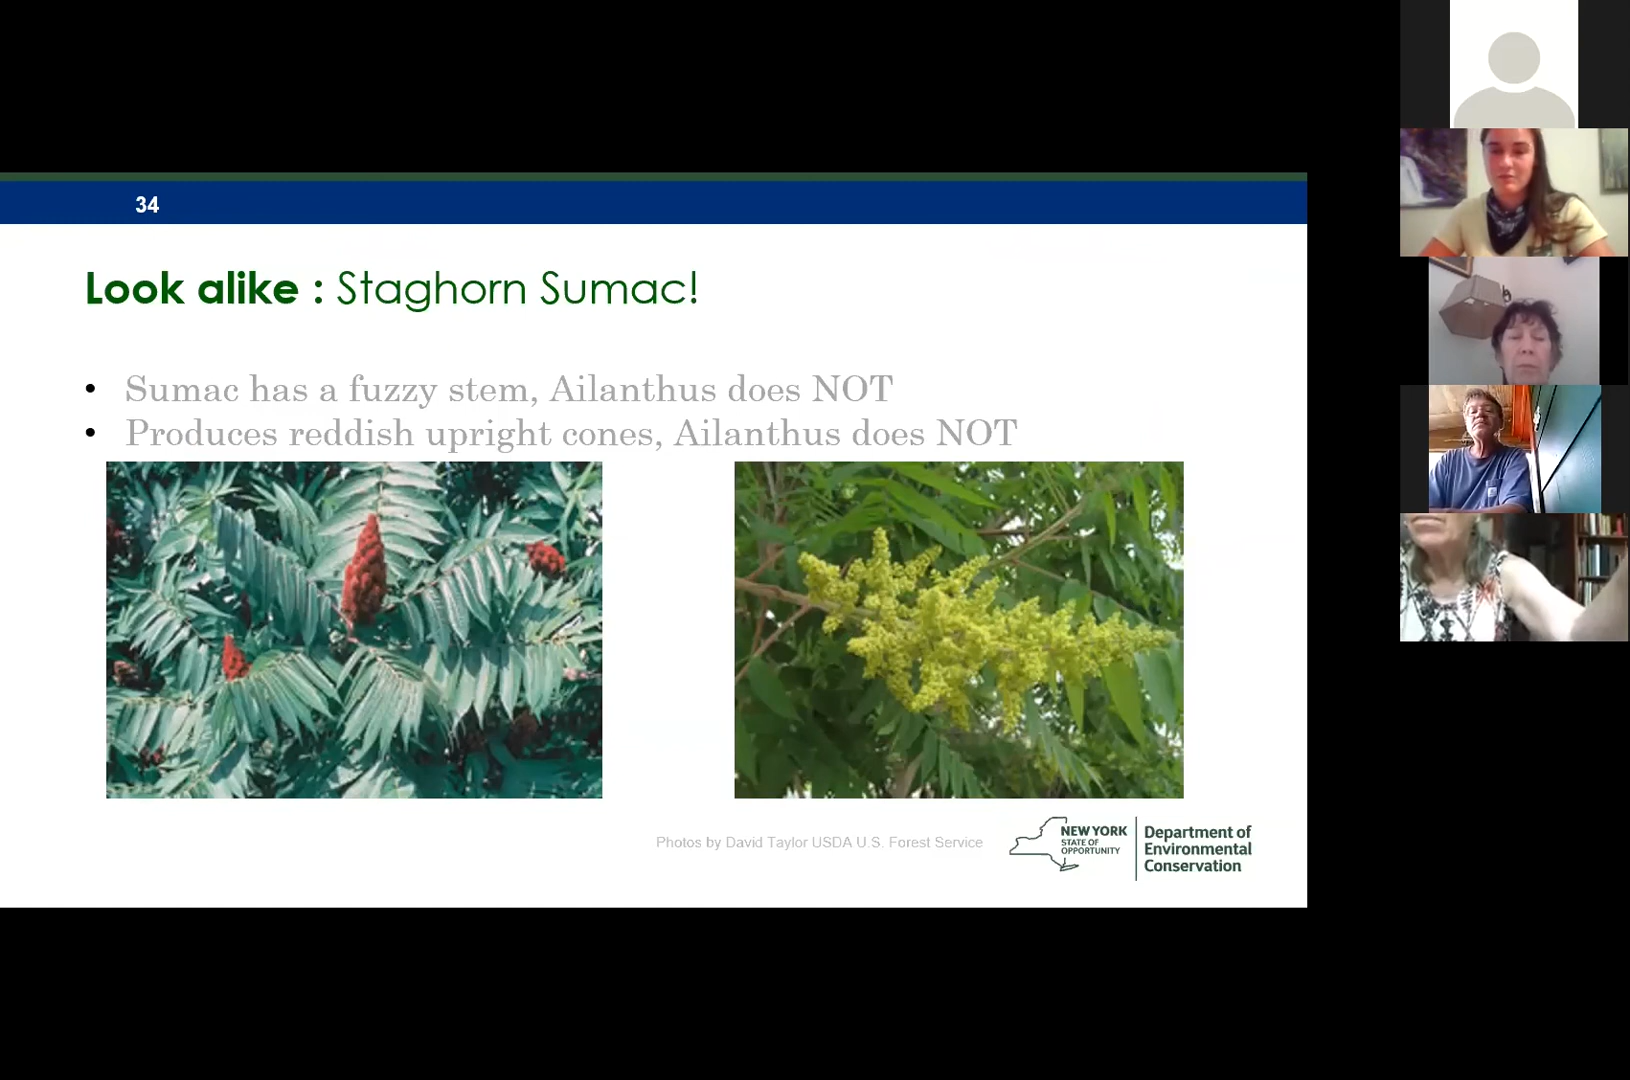 34
Look alike : Staghorn Sumac!
• Sumac has a fuzzy stem, Ailanthus does NOT
• Produces reddish upright cones, Ailanthus does NOT
Photos by David Taylor USDA U.S. Forest Service
NEW YORK
STATE OF
OPPORTUNITY
Department of
Environmental
Conservation